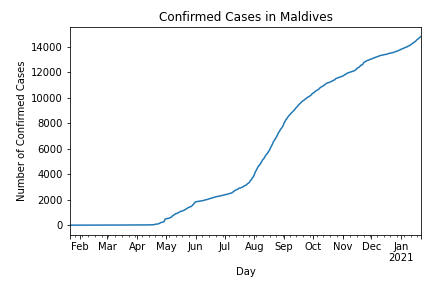 Confirmed Cases in Maldives
14000
12000
10000
8000
6000
4000
2000
0
Number of Confirmed Cases
Feb Mar Apr May Jun Jul Aug Sep Oct Nov Dec Jan
2021
Day